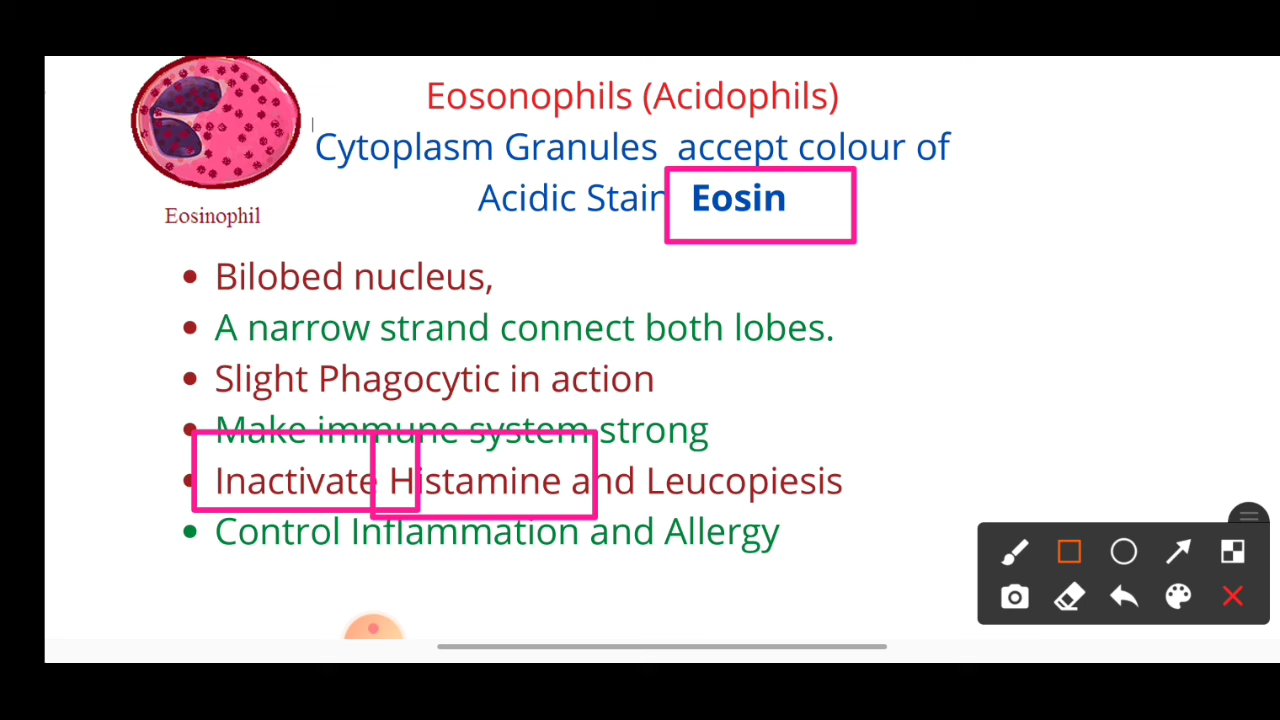 Eosonophils (Acidophils)
Cytoplasm Granules accept colour of
Acidic Stain Eosin
Eosinophil
Bilobed nucleus,
A narrow strand connect both lobes.
Slight Phagocytic in action
Make immune system strong
Inactivate Histamine and Leucopiesis
Control Inflammation and Allergy